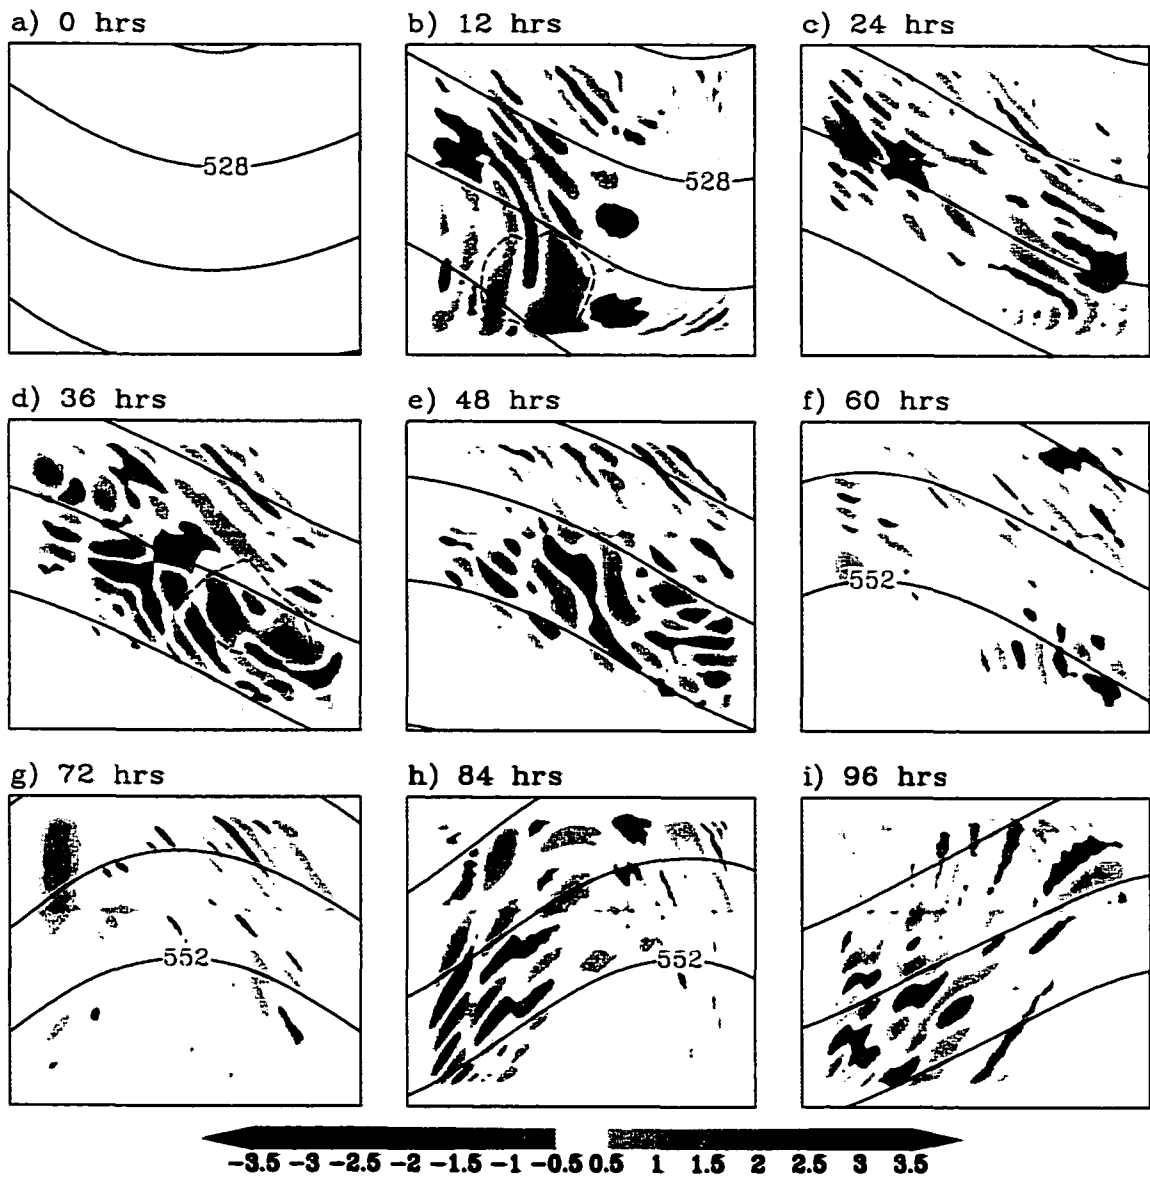 a) 0 hrs
b) 12 hrs
c) 24 hrs
528
528
d) 36 hrs
e) 48 hrs
f) 60 hrs
552
g) 72 hrs
h) 84 hrs
i) 96 hrs
552
552
-3.5 -3 -2.5 -2 -1.5 -1 -0.5 0.5 1 1.5 2 2.5 3 3.5